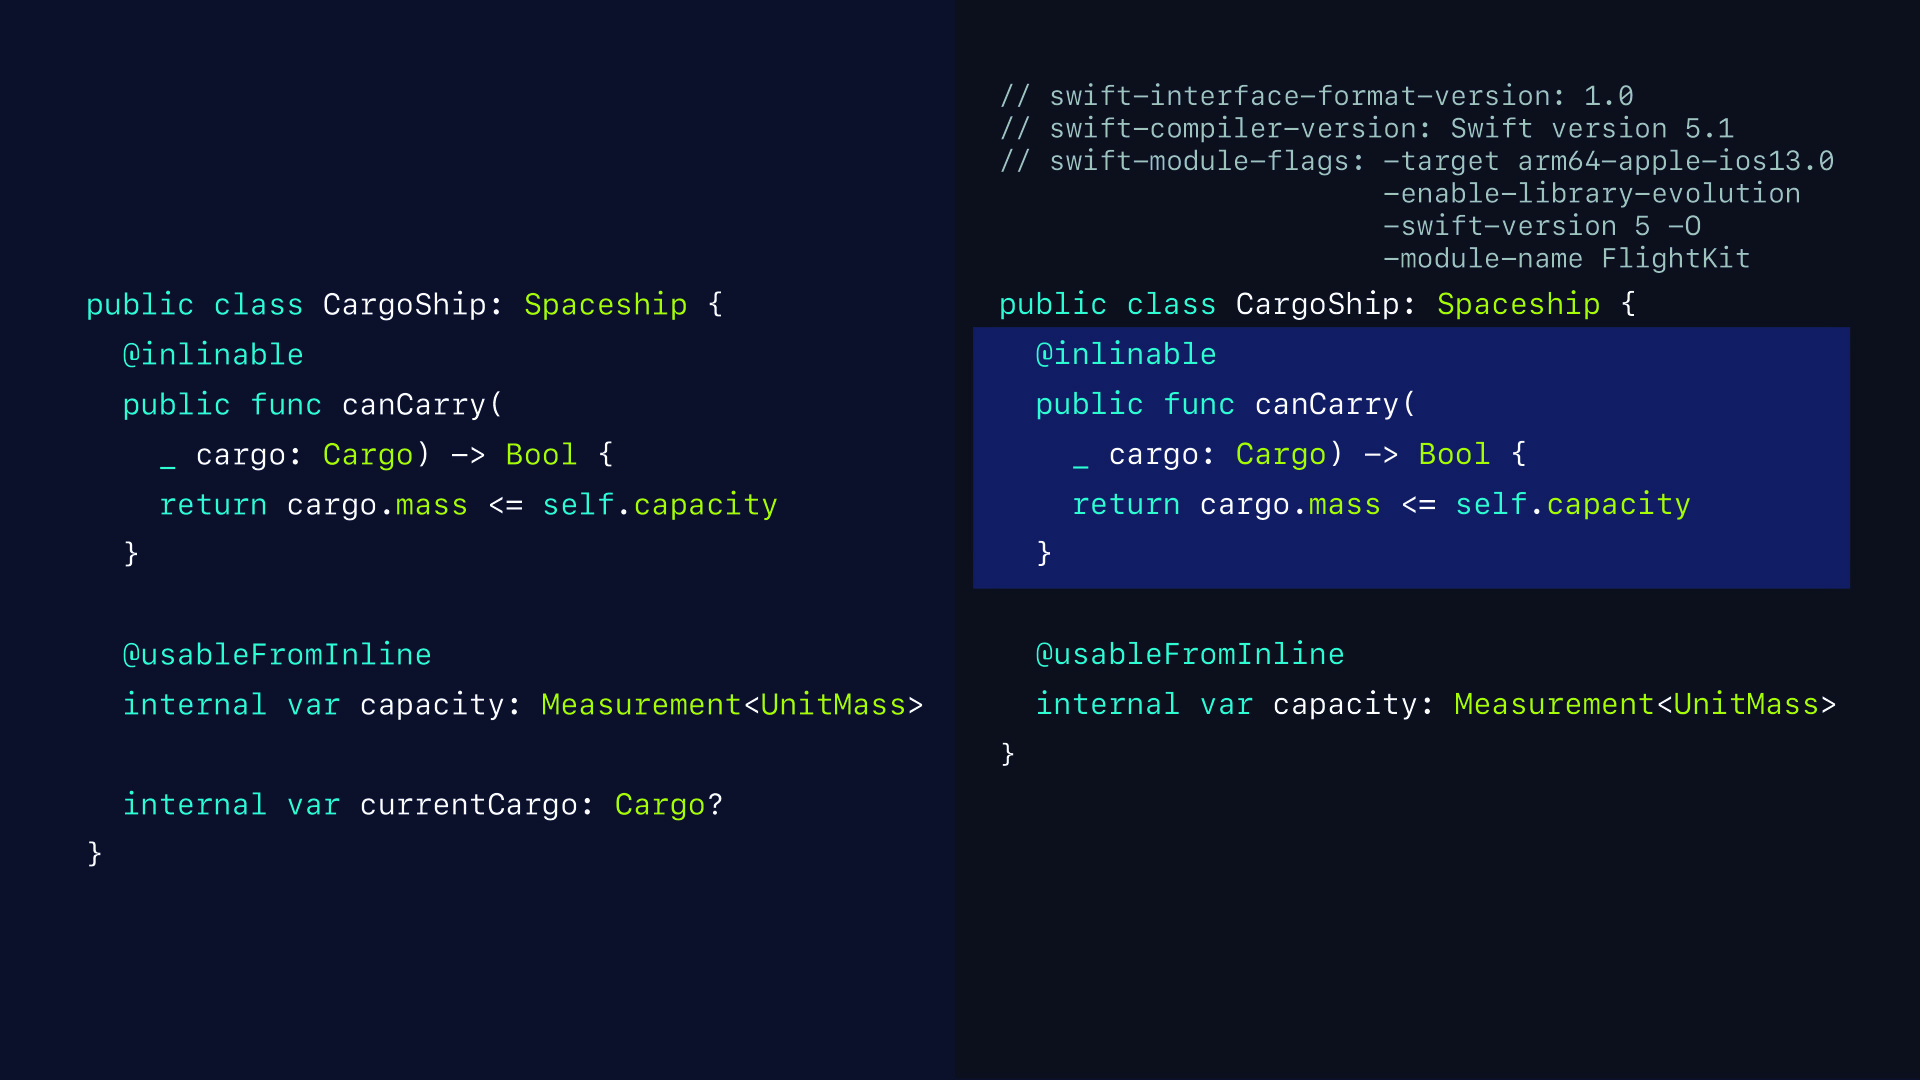 public class CargoShip: Spaceship {
  @inlinable
  public func canCarry(
    _ cargo: Cargo) -> Bool {
    return cargo.mass <= self.capacity
  }
  @usableFromInline
  internal var capacity: Measurement<UnitMass>
  internal var currentCargo: Cargo?
}
// swift-interface-format-version: 1.0
// swift-compiler-version: Swift version 5.1
// swift-module-flags: -target arm64-apple-ios13.0
                       -enable-library-evolution
                       -swift-version 5 -O
                       -module-name FlightKit
public class CargoShip: Spaceship {
  @inlinable
  public func canCarry(
    _ cargo: Cargo) -> Bool {
    return cargo.mass <= self.capacity
  }
  @usableFromInline
  internal var capacity: Measurement<UnitMass>
}